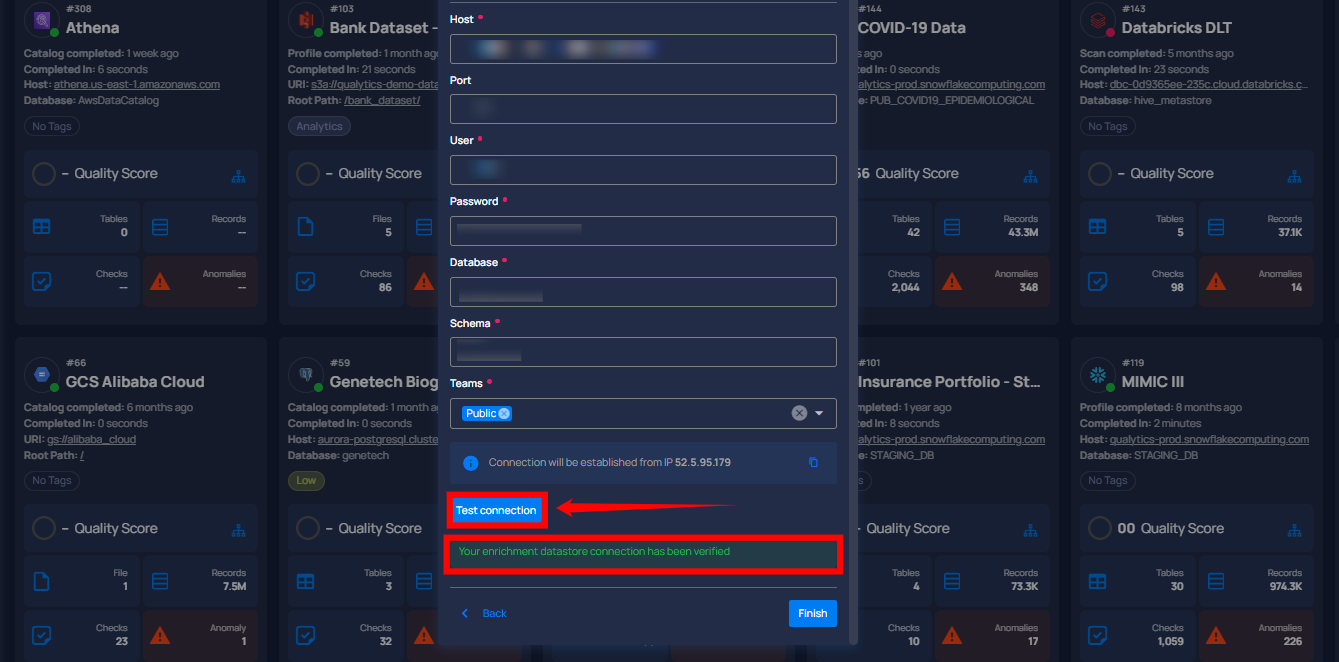 #308
Athena
Catalog completed: 1 week ago
Completed In: 6 seconds
Host: athena.us-east-1.amazonaws.com
Database: AwsDataCatalog
No Tags
– Quality Score
Tables
0
Records
--
Checks
--
Anomalies
--
#103
Bank Dataset -
Profile completed: 1 month ago
Completed In: 21 seconds
URI: s3a://qualytics-demo-data
Root Path: /bank_dataset/
Analytics
– Quality Score
Files
5
Checks
86
Host *
Port
User *
Password *
Database *
Schema *
Teams *
Public
Connection will be established from IP 52.5.95.179
Test connection
Your enrichment datastore connection has been verified
Back
Finish
#144
COVID-19 Data
ago
In: 0 seconds
alytics-prod.snowflakecomputing.com
e: PUB_COVID19_EPIDEMIOLOGICAL
56 Quality Score
Tables
42
Records
43.3M
Checks
2,044
Anomalies
348
#143
Databricks DLT
Scan completed: 5 months ago
Completed In: 23 seconds
Host: dbc-0d9365ee-235c.cloud.databricks.c...
Database: hive_metastore
No Tags
– Quality Score
Tables
5
Records
37.1K
Checks
98
Anomalies
14
#66
GCS Alibaba Cloud
Catalog completed: 6 months ago
Completed In: 0 seconds
URI: gs://alibaba_cloud
Root Path: /
No Tags
– Quality Score
File
1
Records
7.5M
Checks
23
Anomaly
1
#59
Genetech Biog
Catalog completed: 1 month a
Completed In: 0 seconds
Host: aurora-postgresql.cluste
Database: genetech
Low
– Quality Score
Tables
3
Checks
32
#101
Insurance Portfolio - St...
mpleted: 1 year ago
In: 8 seconds
alytics-prod.snowflakecomputing.com
e: STAGING_DB
s
Quality Score
Tables
4
Records
73.3K
Checks
10
Anomalies
17
#119
MIMIC III
Profile completed: 8 months ago
Completed In: 2 minutes
Host: qualytics-prod.snowflakecomputing.com
Database: STAGING_DB
No Tags
00 Quality Score
Tables
30
Records
974.3K
Checks
1,059
Anomalies
226